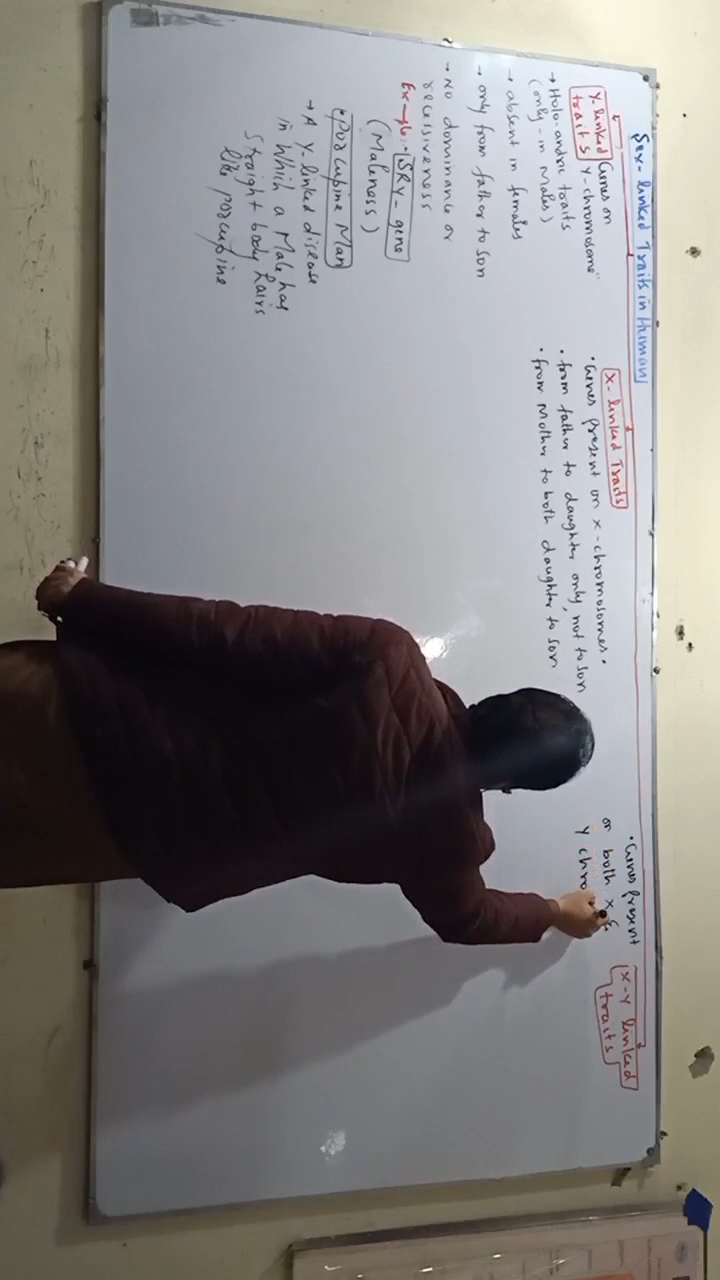 Sex-linked Traits in Human
Y-linked traits
Genes on Y-chromosome"
→ Holo-andric traits
(only-in Males)
→ absent in females
→ only from father to son
→ No dominance or
recessiveness
Example:- SRY-gene
(Maleness)
*Porcupine Man
→ A Y-linked disease
in which a Male has
straight body hairs
like porcupine
X-linked Traits
• Genes present on X-chromosomes.
• from father to daughter only, not to son
• from Mother to both daughter to son
X-Y linked
traits
• Genes present
on both X &
Y chro